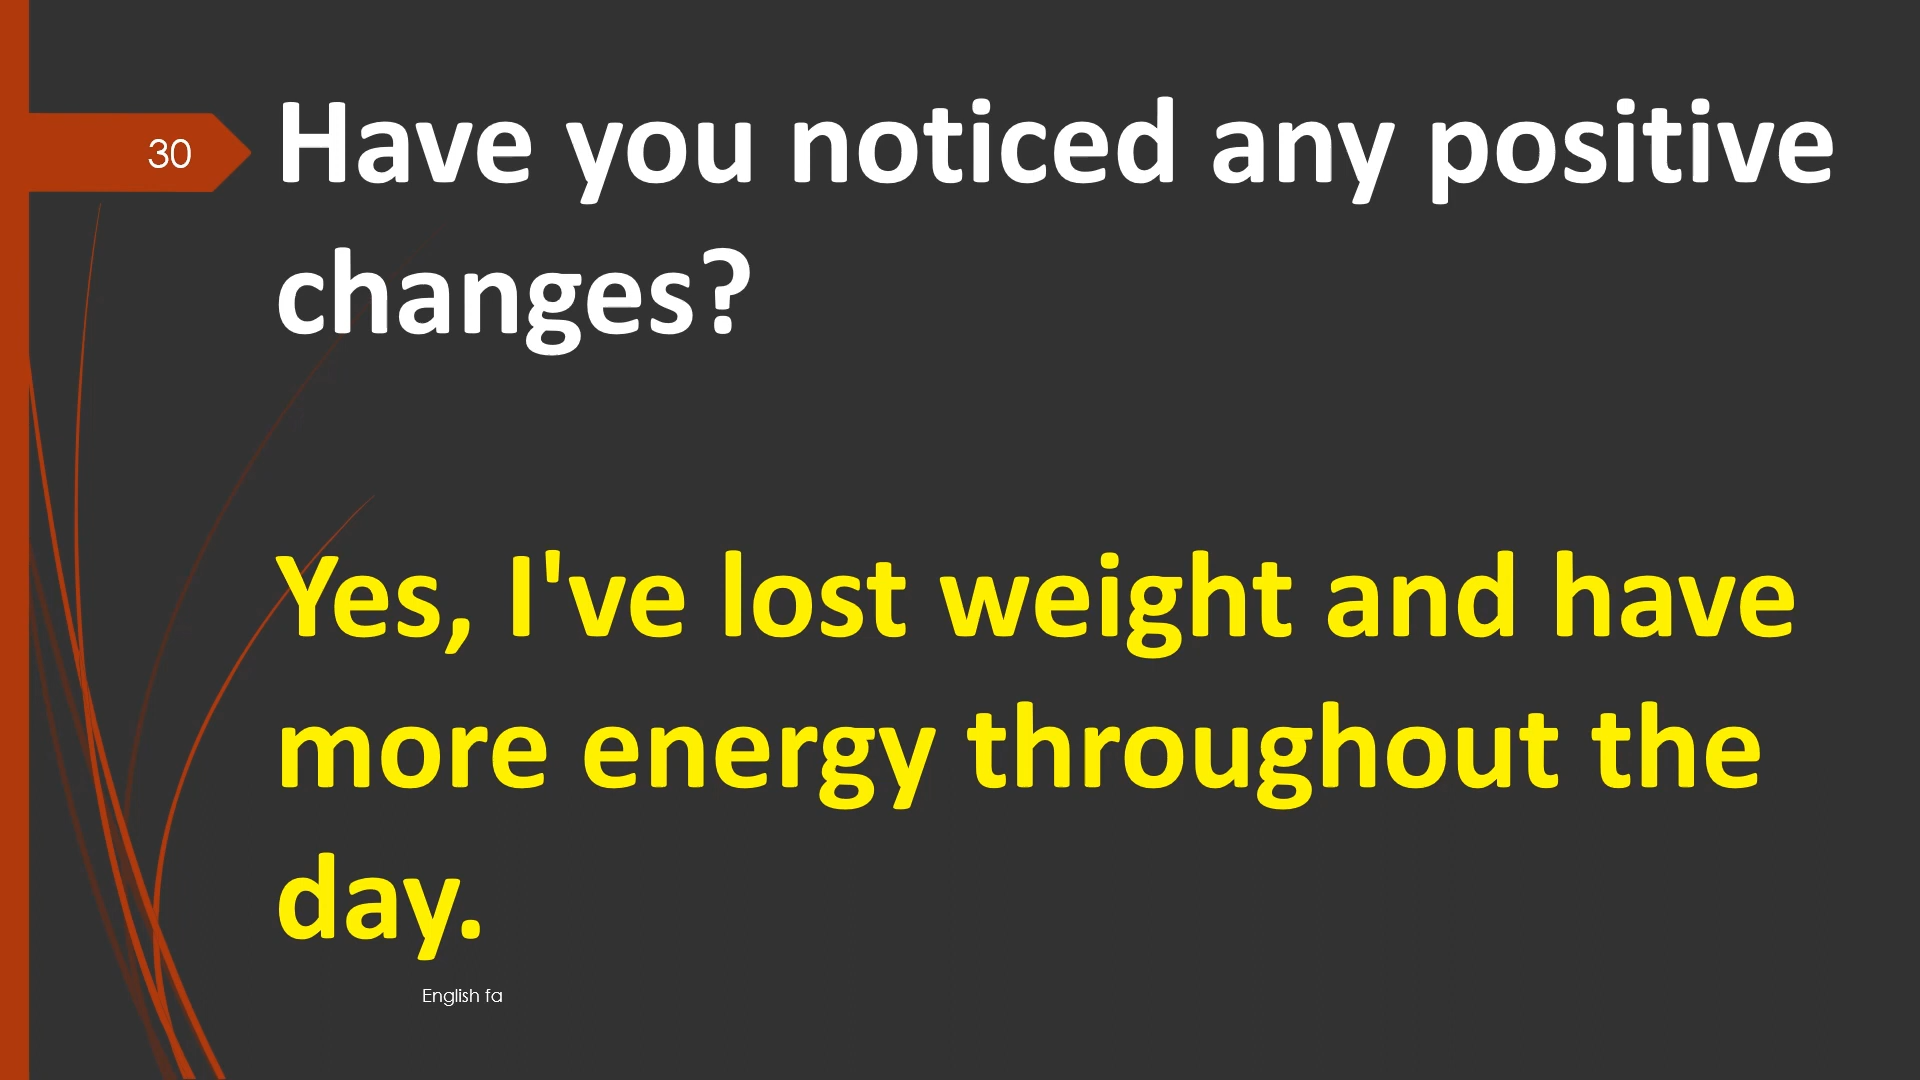 30
Have you noticed any positive
changes?
Yes, I've lost weight and have
more energy throughout the
day.
English fa